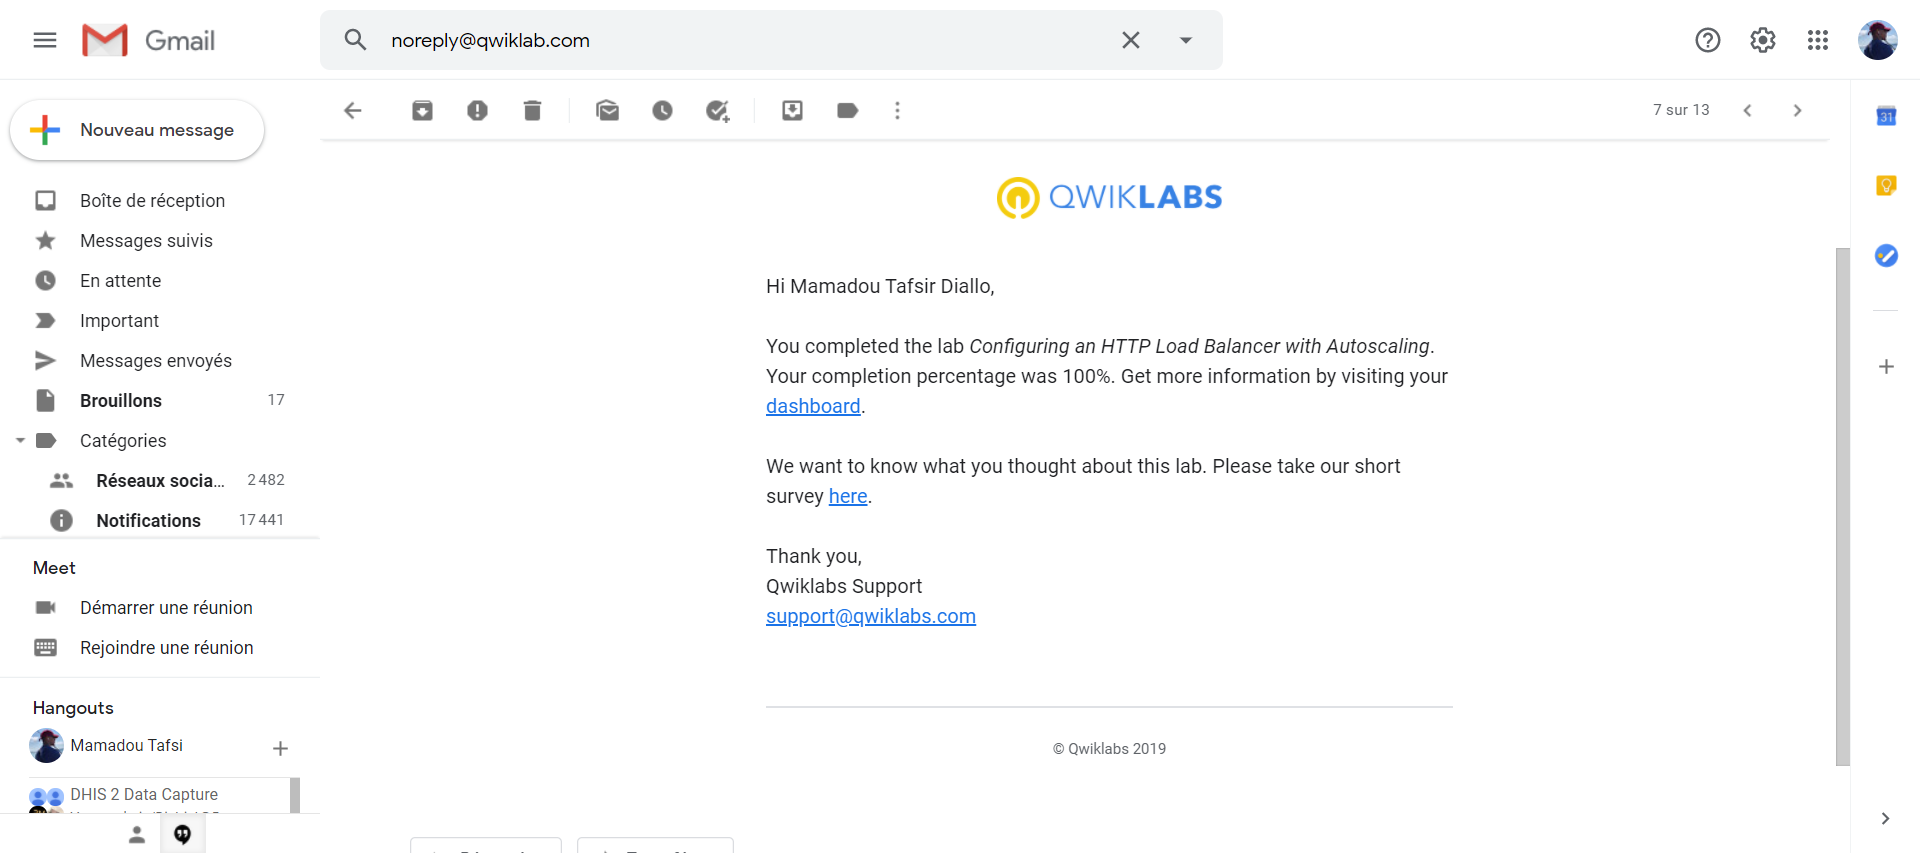 Gmail
noreply@qwiklab.com
Nouveau message
7 sur 13
31
Boîte de réception
Messages suivis
En attente
Important
Messages envoyés
Brouillons 17
Catégories
Réseaux socia... 2 482
Notifications 17 441
Meet
Démarrer une réunion
Rejoindre une réunion
Hangouts
Mamadou Tafsi
DHIS 2 Data Capture
QWIKLABS
Hi Mamadou Tafsir Diallo,
You completed the lab Configuring an HTTP Load Balancer with Autoscaling.
Your completion percentage was 100%. Get more information by visiting your
dashboard.
We want to know what you thought about this lab. Please take our short
survey here.
Thank you,
Qwiklabs Support
support@qwiklabs.com
© Qwiklabs 2019